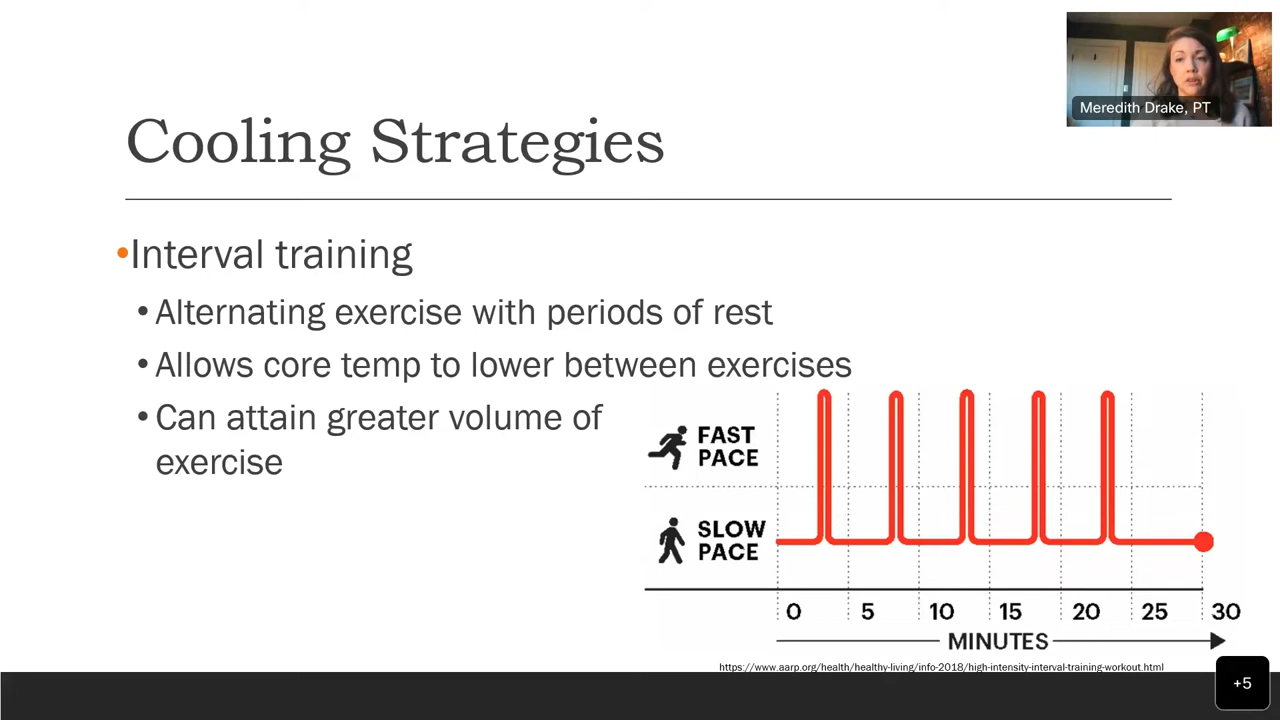 Meredith Drake, PT
Cooling Strategies
•Interval training
• Alternating exercise with periods of rest
• Allows core temp to lower between exercises
• Can attain greater volume of
exercise
FAST
PACE
SLOW
PACE
0 5 10 15 20 25 30
MINUTES
https://www.aarp.org/health/healthy-living/info-2018/high-intensity-interval-training-workout.html
+5